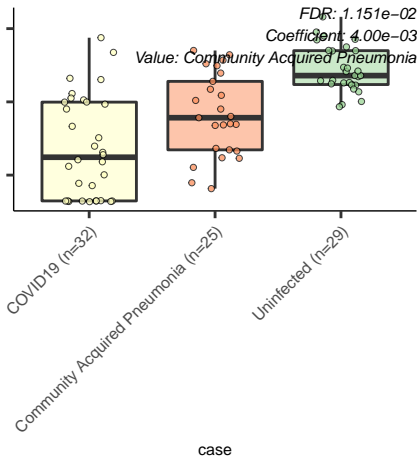 FDR: 1.151e−02
Coefficient: 4.00e−03
Value: Community Acquired Pneumonia
COVID19 (n=32)
Community Acquired Pneumonia (n=25)
Uninfected (n=29)
case